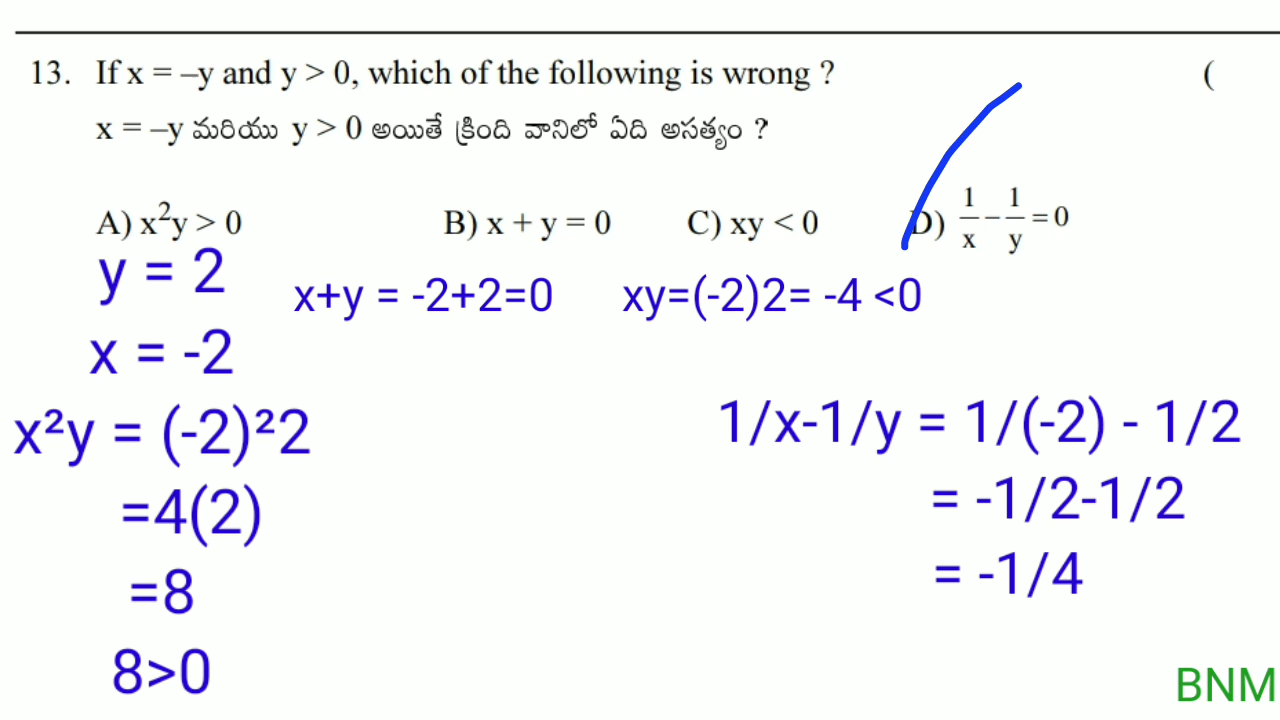 13. If x = –y and y > 0, which of the following is wrong ? (
x = –y మరియు y > 0 అయితే క్రింది వానిలో ఏది అసత్యం ?
A) x²y > 0 B) x + y = 0 C) xy < 0 D) 1/x – 1/y = 0
y = 2
x+y = -2+2=0 xy=(-2)2= -4 <0
x = -2
x²y = (-2)²2 1/x-1/y = 1/(-2) - 1/2
=4(2) = -1/2-1/2
=8 = -1/4
8>0
BNM